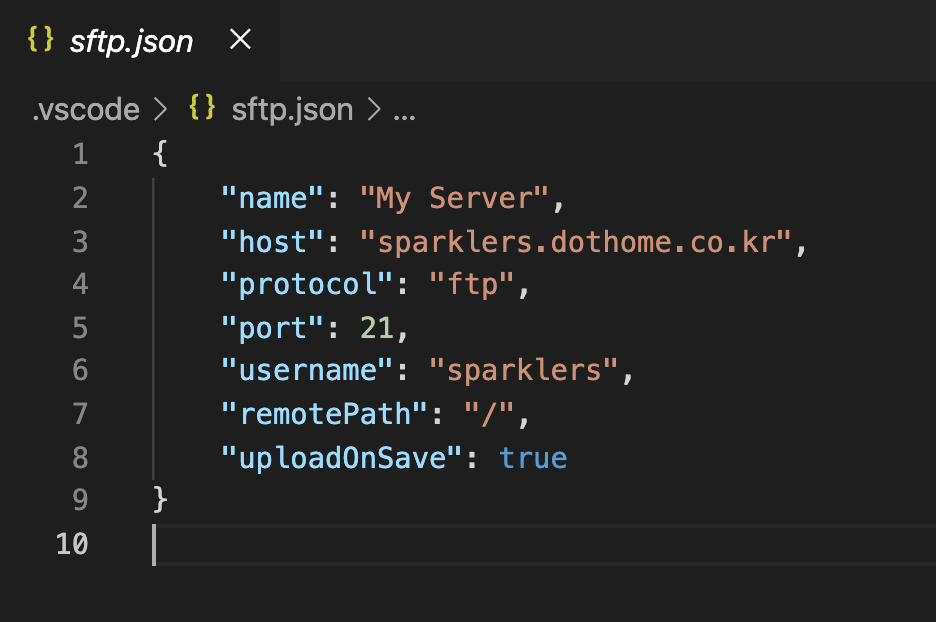 {} sftp.json ×
.vscode > {} sftp.json > ...
1 {
2     "name": "My Server",
3     "host": "sparklers.dothome.co.kr",
4     "protocol": "ftp",
5     "port": 21,
6     "username": "sparklers",
7     "remotePath": "/",
8     "uploadOnSave": true
9 }
10